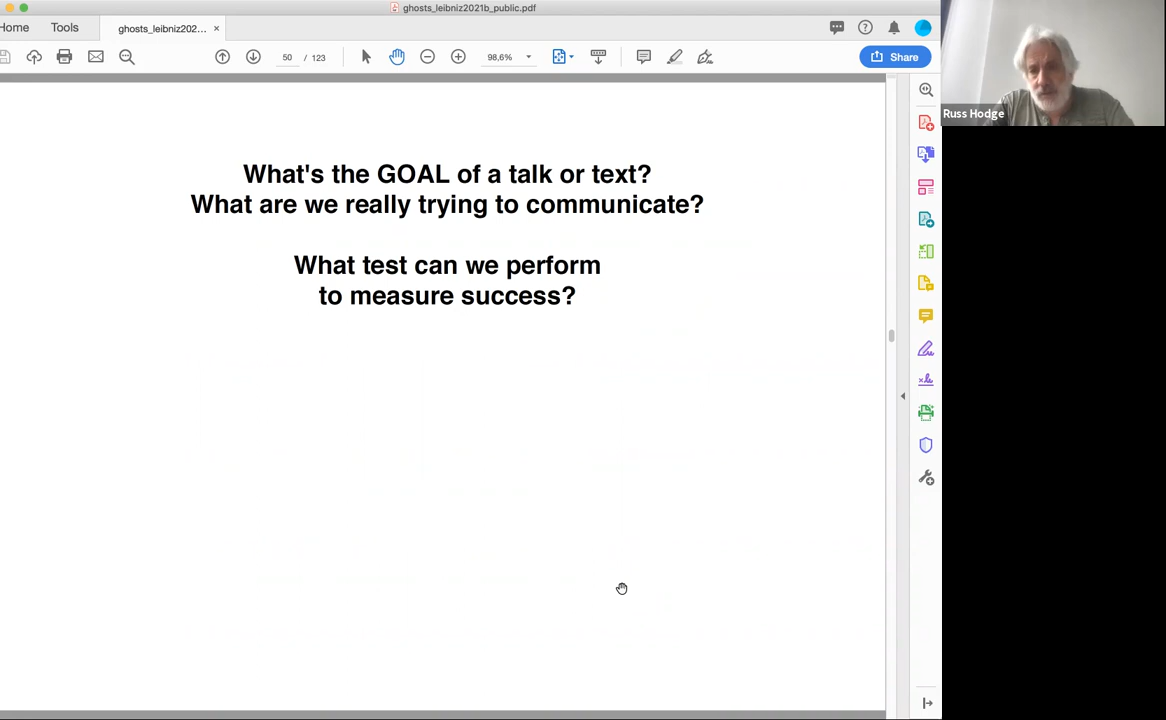 ghosts_leibniz2021b_public.pdf
Home
Tools
ghosts_leibniz202...
50 / 123
98,6%
Share
Russ Hodge
What's the GOAL of a talk or text?
What are we really trying to communicate?
What test can we perform
to measure success?